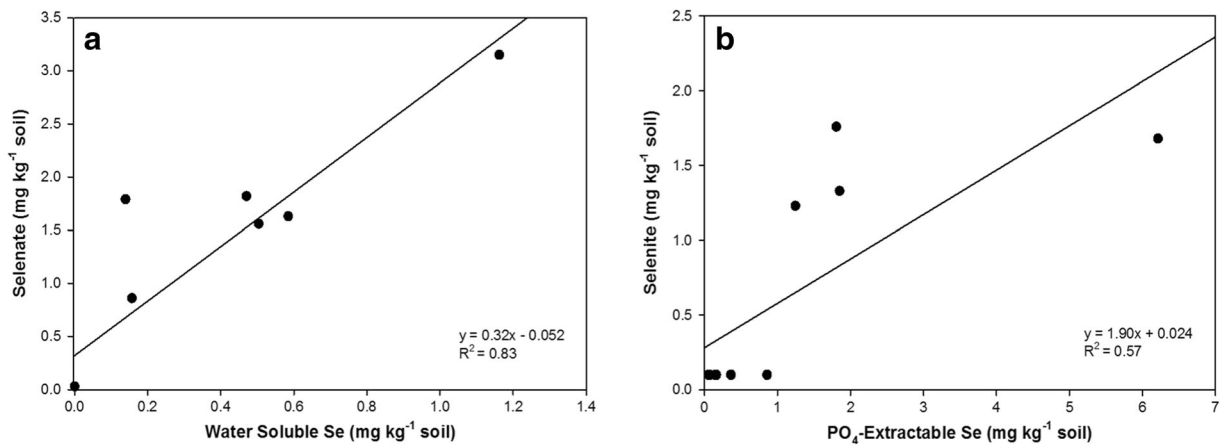 a
3.5
3.0
2.5
2.0
1.5
1.0
0.5
0.0
Selenate (mg kg⁻¹ soil)
y = 0.32x - 0.052
R² = 0.83
0.0 0.2 0.4 0.6 0.8 1.0 1.2 1.4
Water Soluble Se (mg kg⁻¹ soil)
b
2.5
2.0
1.5
1.0
0.5
0.0
Selenite (mg kg⁻¹ soil)
y = 1.90x + 0.024
R² = 0.57
0 1 2 3 4 5 6 7
PO₄-Extractable Se (mg kg⁻¹ soil)